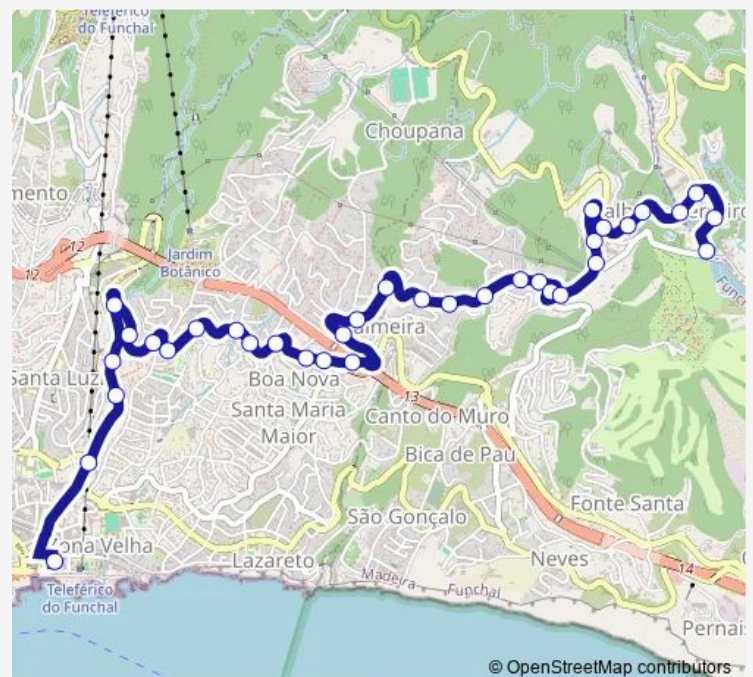 Teleférico
do Funchal
Choupana
mento
12
12
Jardim
Botânico
Santa Luz
Boa Nova
Santa Maria
Maior
13
Canto do Muro
Bica de Pau
Fonte Santa
São Gonçalo
Zona Velha
Lazareto
Neves
Madeira
Funchal
14
Teleférico
do Funchal
Pernais
© OpenStreetMap contributors